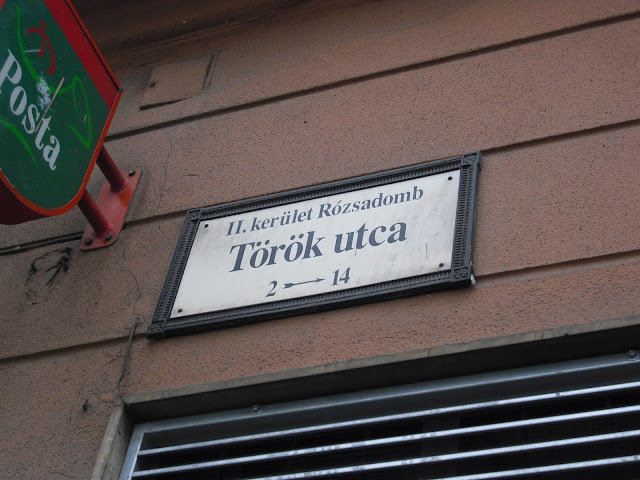 Posta
II. kerület Rózsadomb
Török utca
2 → 14